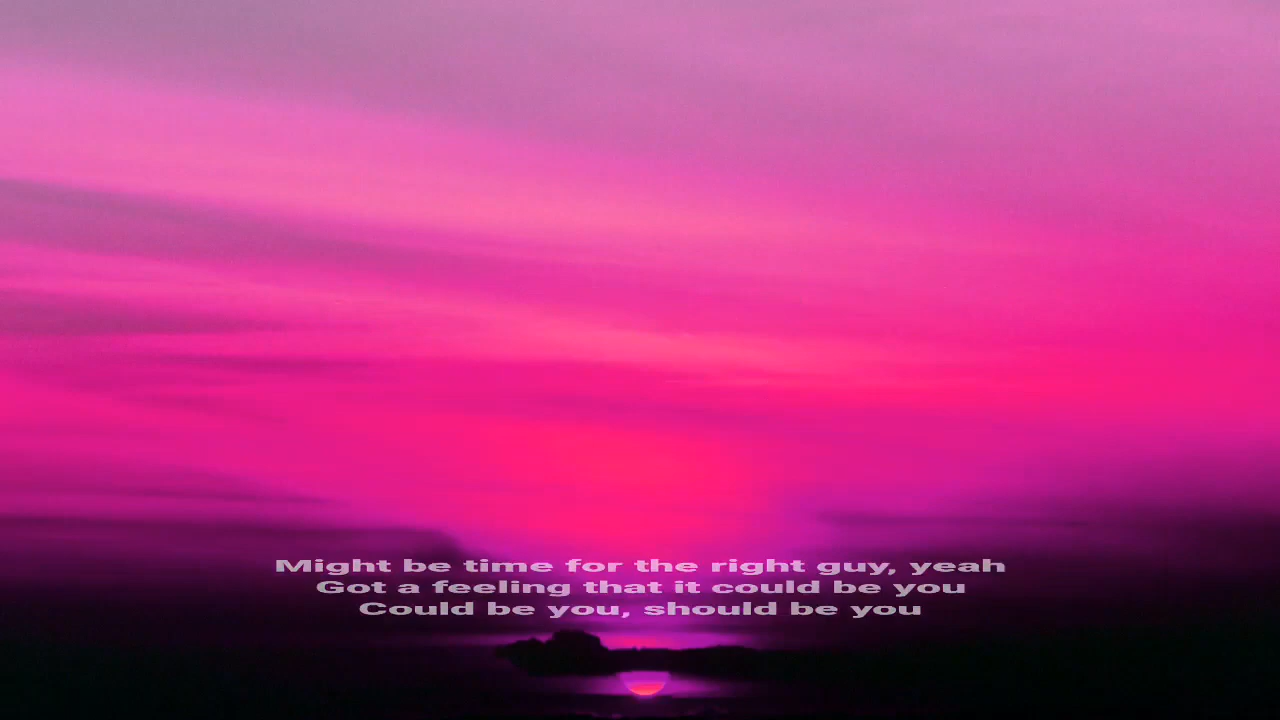 Might be time for the right guy, yeah
Got a feeling that it could be you
Could be you, should be you